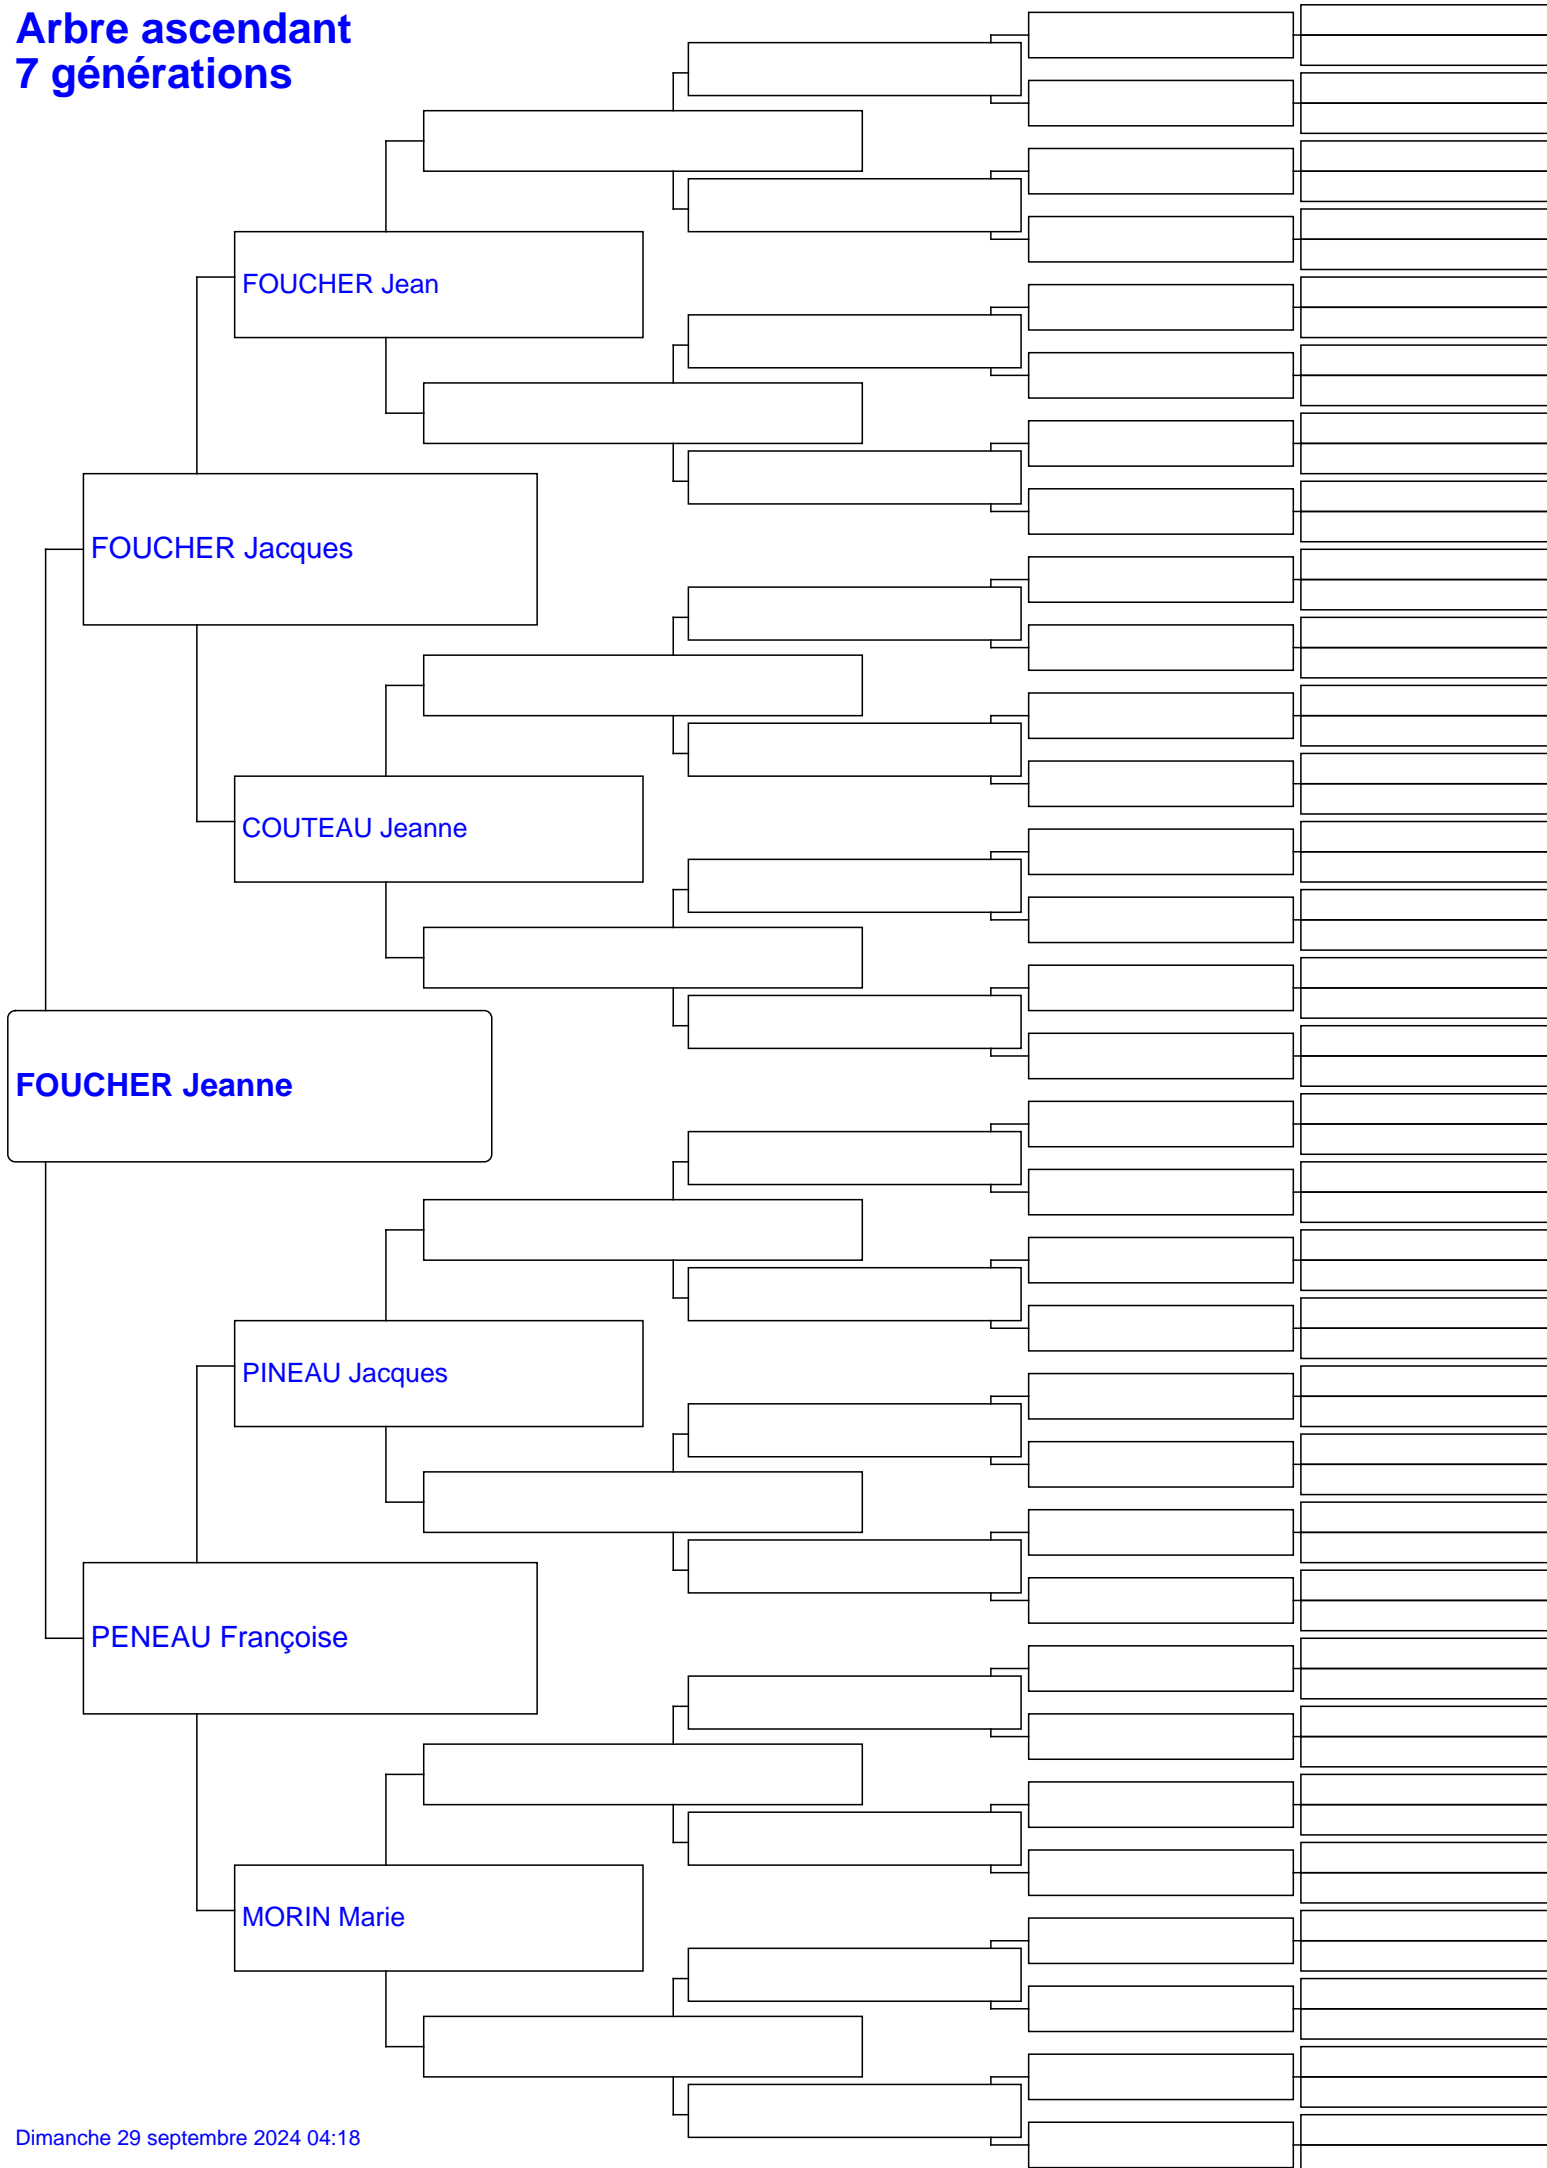 Arbre ascendant
7 générations
FOUCHER Jean
FOUCHER Jacques
COUTEAU Jeanne
FOUCHER Jeanne
PINEAU Jacques
PENEAU Françoise
MORIN Marie
Dimanche 29 septembre 2024 04:18